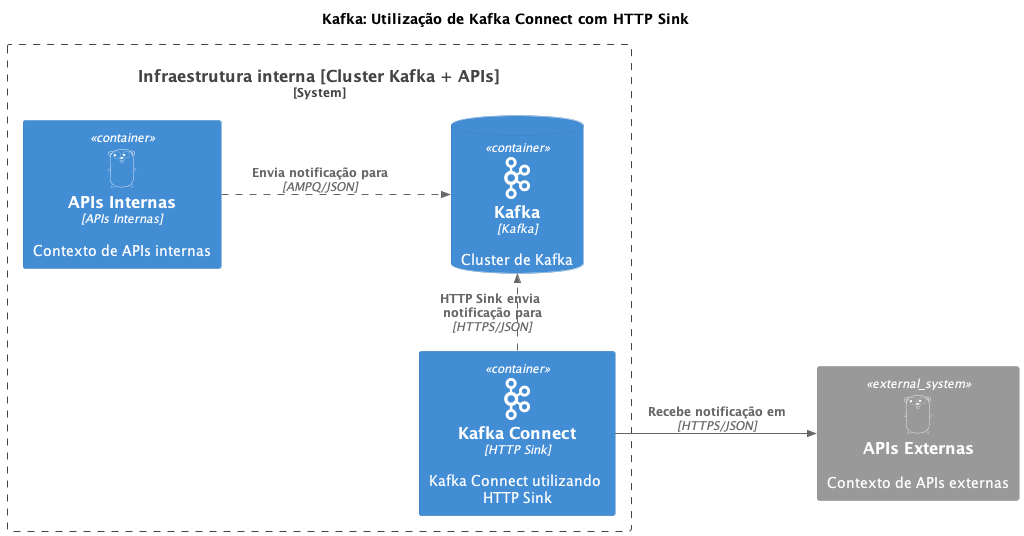 Kafka: Utilização de Kafka Connect com HTTP Sink
Infraestrutura interna [Cluster Kafka + APIs]
[System]
«container»
APIs Internas
[APIs Internas]
Contexto de APIs internas
Envia notificação para
[AMPQ/JSON]
«container»
Kafka
[Kafka]
Cluster de Kafka
HTTP Sink envia
notificação para
[HTTPS/JSON]
«container»
Kafka Connect
[HTTP Sink]
Kafka Connect utilizando
HTTP Sink
Recebe notificação em
[HTTPS/JSON]
«external_system»
APIs Externas
Contexto de APIs externas